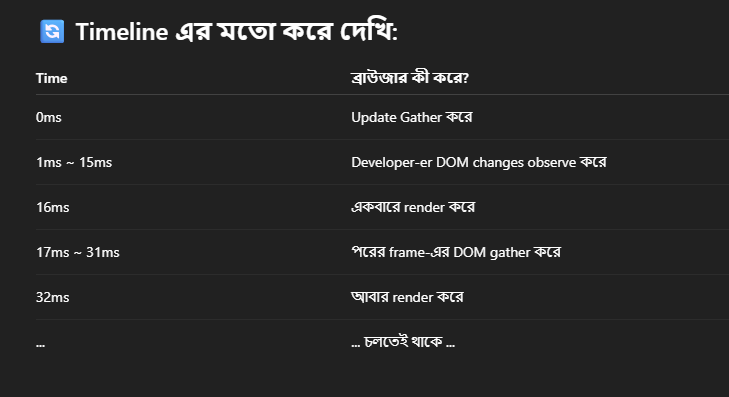 🔄 Timeline এর মতো করে দেখি:
Time ব্রাউজার কী করে?
0ms Update Gather করে
1ms ~ 15ms Developer-er DOM changes observe করে
16ms একবারে render করে
17ms ~ 31ms পরের frame-এর DOM gather করে
32ms আবার render করে
... ... চলতেই থাকে ...